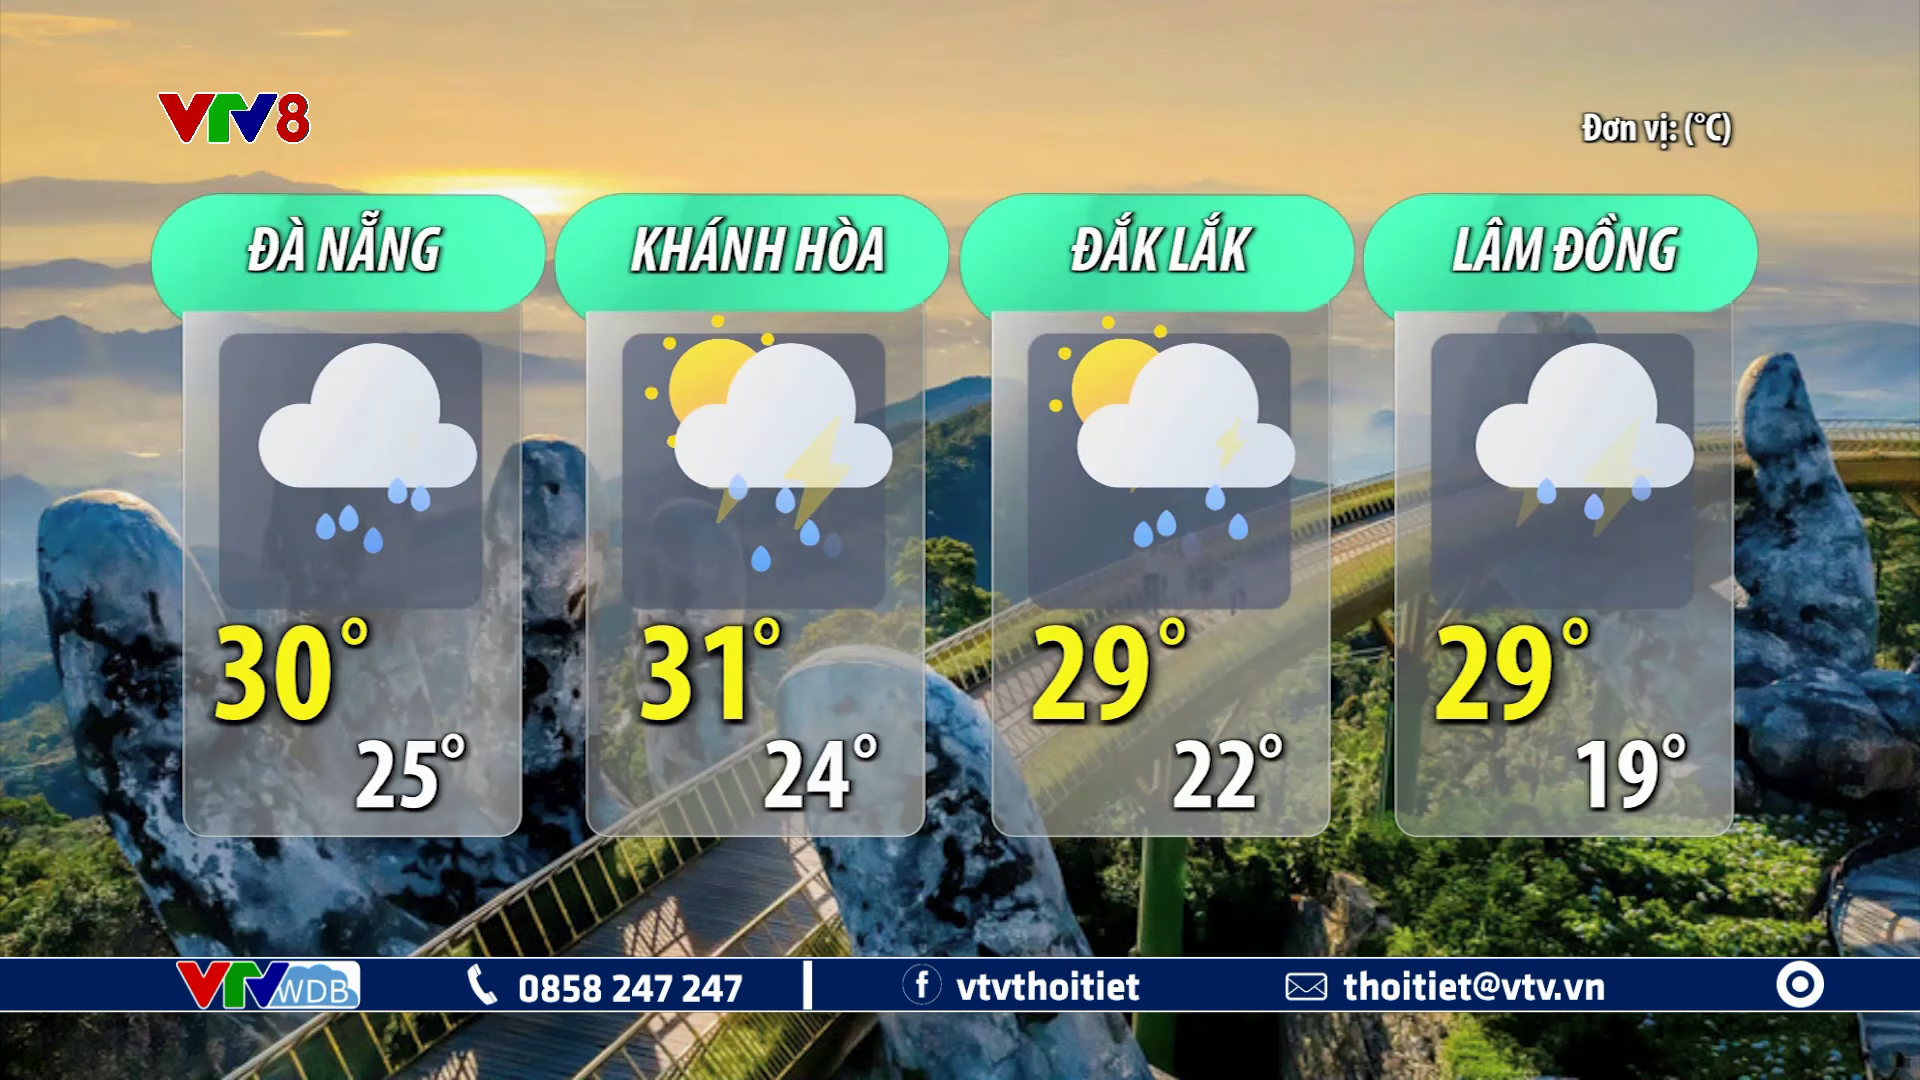 VTV8
Đơn vị: (°C)
ĐÀ NẴNG
KHÁNH HÒA
ĐẮK LẮK
LÂM ĐỒNG
30°
25°
31°
24°
29°
22°
29°
19°
VTV WDB
0858 247 247
vtvthoitiet
thoitiet@vtv.vn